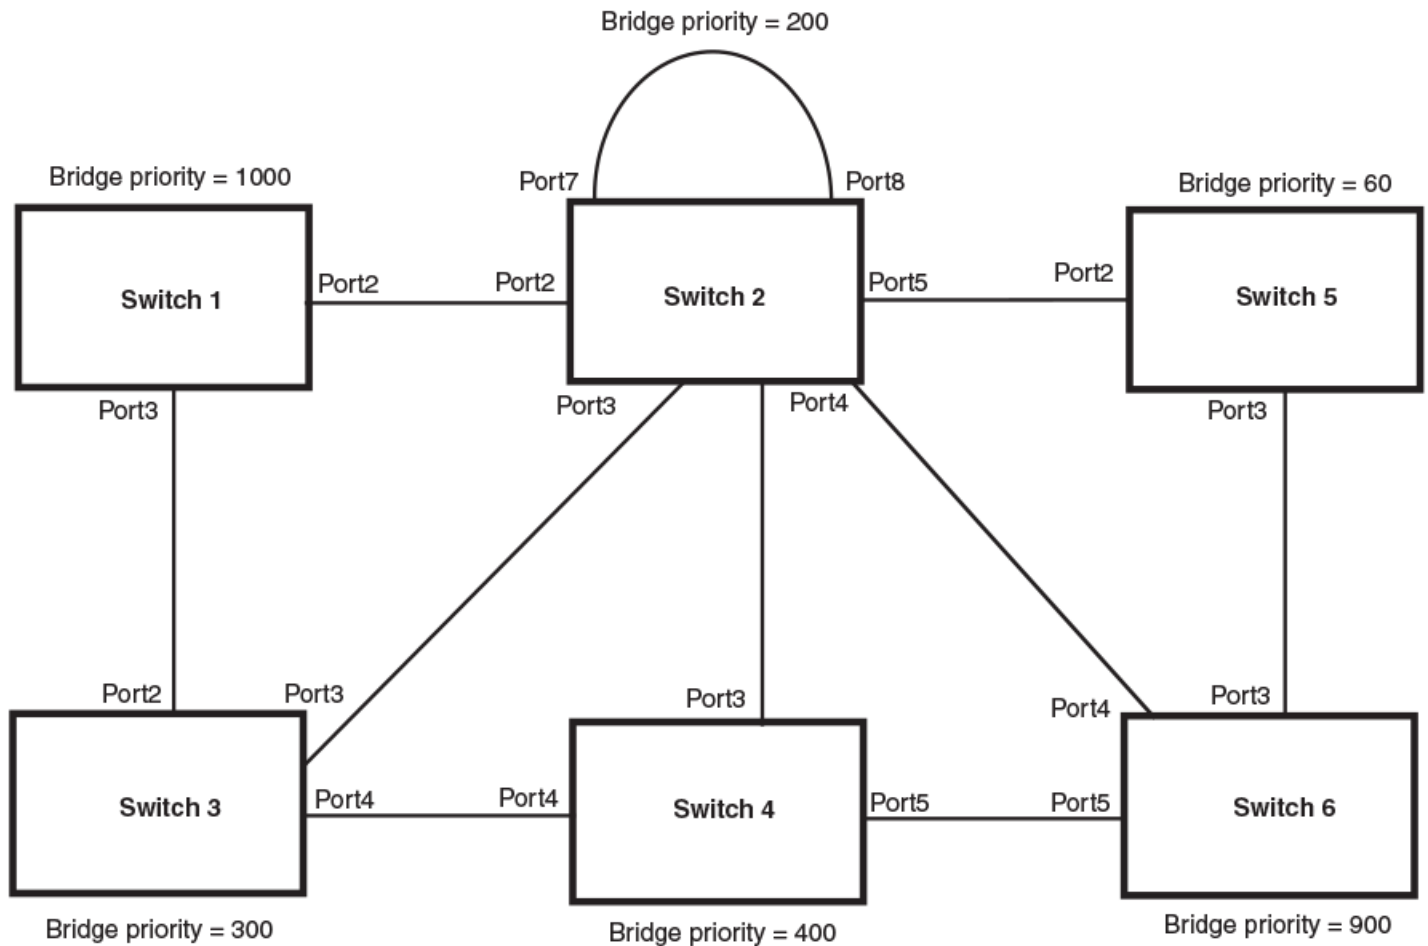 Bridge priority = 200
Bridge priority = 1000
Port7
Port8
Bridge priority = 60
Switch 1
Port2
Port2
Switch 2
Port5
Port2
Switch 5
Port3
Port3
Port4
Port3
Port2
Port3
Port3
Port4
Port3
Switch 3
Port4
Port4
Switch 4
Port5
Port5
Switch 6
Bridge priority = 300
Bridge priority = 400
Bridge priority = 900